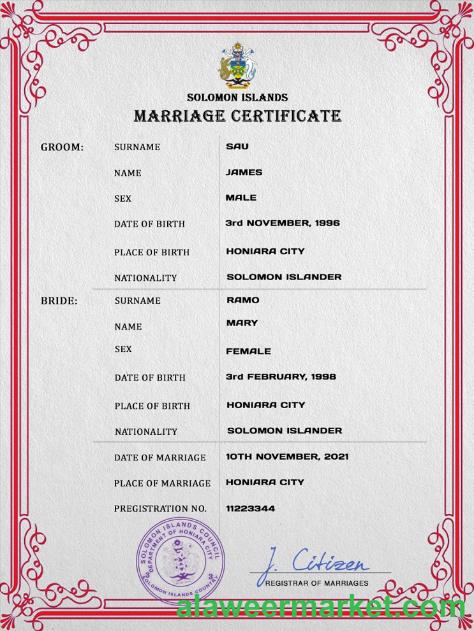 SOLOMON ISLANDS
MARRIAGE CERTIFICATE
GROOM: SURNAME SAU
NAME JAMES
SEX MALE
DATE OF BIRTH 3rd NOVEMBER, 1996
PLACE OF BIRTH HONIARA CITY
NATIONALITY SOLOMON ISLANDER
BRIDE: SURNAME RAMO
NAME MARY
SEX FEMALE
DATE OF BIRTH 3rd FEBRUARY, 1998
PLACE OF BIRTH HONIARA CITY
NATIONALITY SOLOMON ISLANDER
DATE OF MARRIAGE 10TH NOVEMBER, 2021
PLACE OF MARRIAGE HONIARA CITY
PREGISTRATION NO. 11223344
SOLOMON ISLANDS COUNCIL
DEPARTMENT OF HONIARA CITY
J. Citizen
REGISTRAR OF MARRIAGES
alaweermarket.com